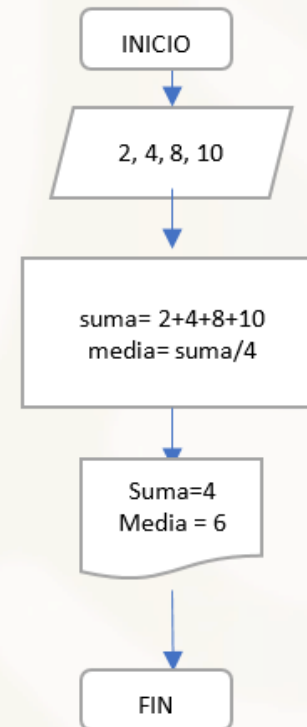 INICIO
2, 4, 8, 10
suma= 2+4+8+10
media= suma/4
Suma=4
Media = 6
FIN